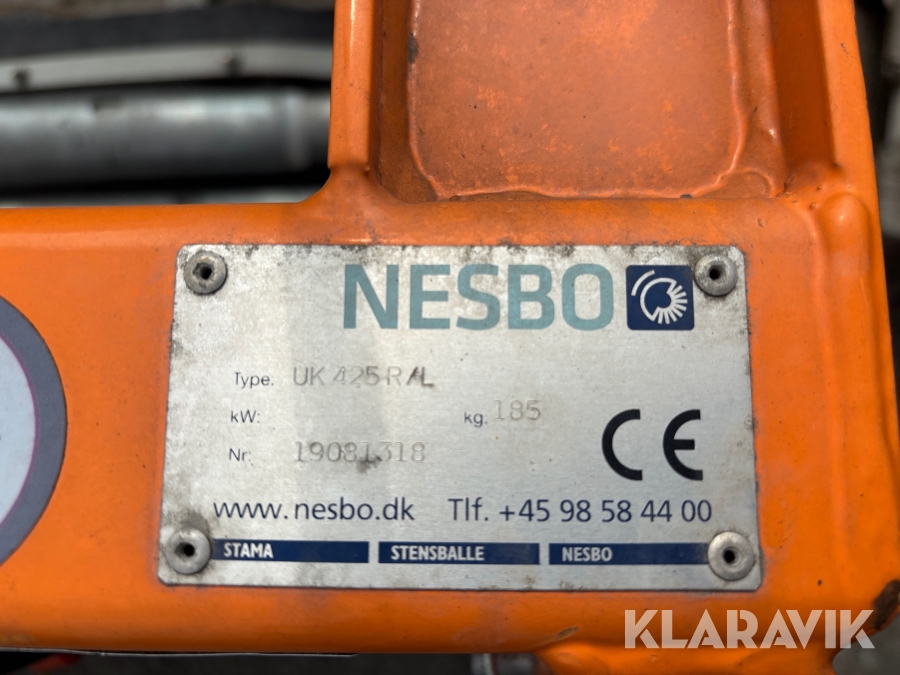 NESBO
Type: UK 425 R/L
kW: kg. 185
Nr: 19081318
www.nesbo.dk Tlf. +45 98 58 44 00
STAMA STENSBALLE NESBO
KLARAVIK